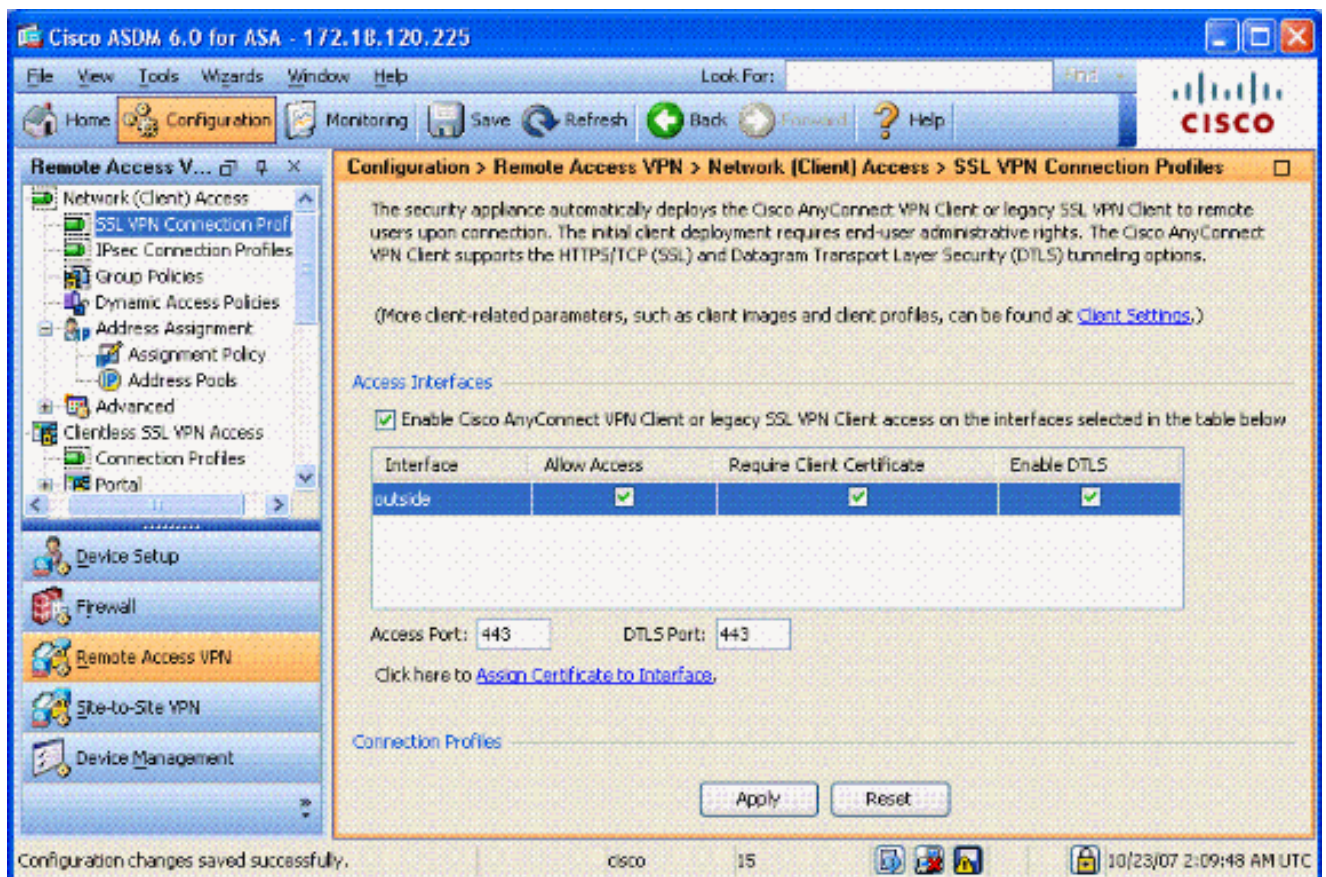 Cisco ASDM 6.0 for ASA - 172.18.120.225
File View Tools Wizards Window Help Look For: Find
Home Configuration Monitoring Save Refresh Back Forward Help
CISCO
Remote Access V...
Network (Client) Access
SSL VPN Connection Prof
IPsec Connection Profiles
Group Policies
Dynamic Access Policies
Address Assignment
Assignment Policy
Address Pools
Advanced
Clientless SSL VPN Access
Connection Profiles
Portal
Device Setup
Firewall
Remote Access VPN
Site-to-Site VPN
Device Management
Configuration > Remote Access VPN > Network (Client) Access > SSL VPN Connection Profiles
The security appliance automatically deploys the Cisco AnyConnect VPN Client or legacy SSL VPN Client to remote
users upon connection. The initial client deployment requires end-user administrative rights. The Cisco AnyConnect
VPN Client supports the HTTPS/TCP (SSL) and Datagram Transport Layer Security (DTLS) tunneling options.
(More client-related parameters, such as client images and client profiles, can be found at Client Settings.)
Access Interfaces
Enable Cisco AnyConnect VPN Client or legacy SSL VPN Client access on the interfaces selected in the table below
Interface Allow Access Require Client Certificate Enable DTLS
outside
Access Port: 443 DTLS Port: 443
Click here to Assign Certificate to Interface.
Connection Profiles
Apply Reset
Configuration changes saved successfully. cisco 15 10/23/07 2:09:48 AM UTC